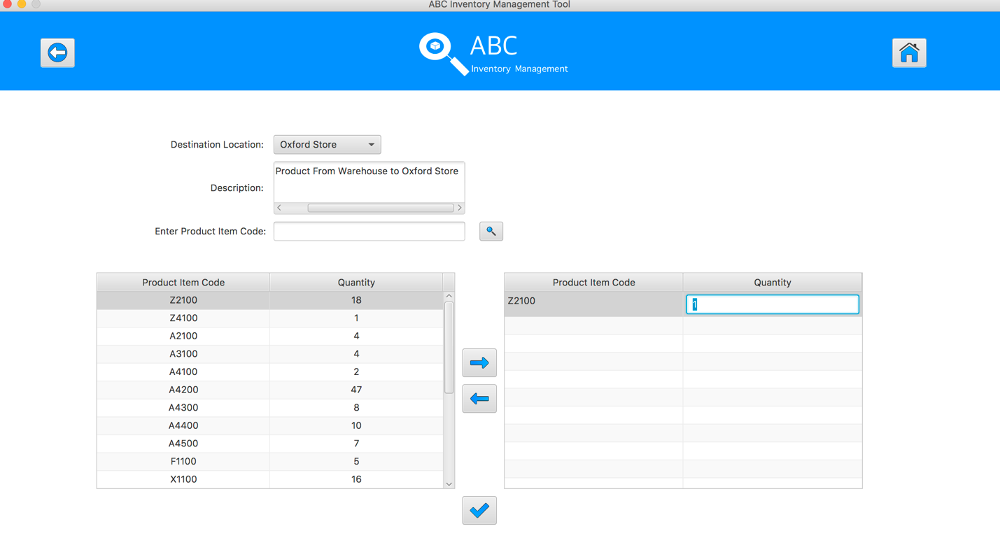 ABC Inventory Management Tool
ABC
Inventory Management
Destination Location: Oxford Store
Description: Product From Warehouse to Oxford Store
Enter Product Item Code:
Product Item Code Quantity
Z2100 18
Z4100 1
A2100 4
A3100 4
A4100 2
A4200 47
A4300 8
A4400 10
A4500 7
F1100 5
X1100 16
Product Item Code Quantity
Z2100 1